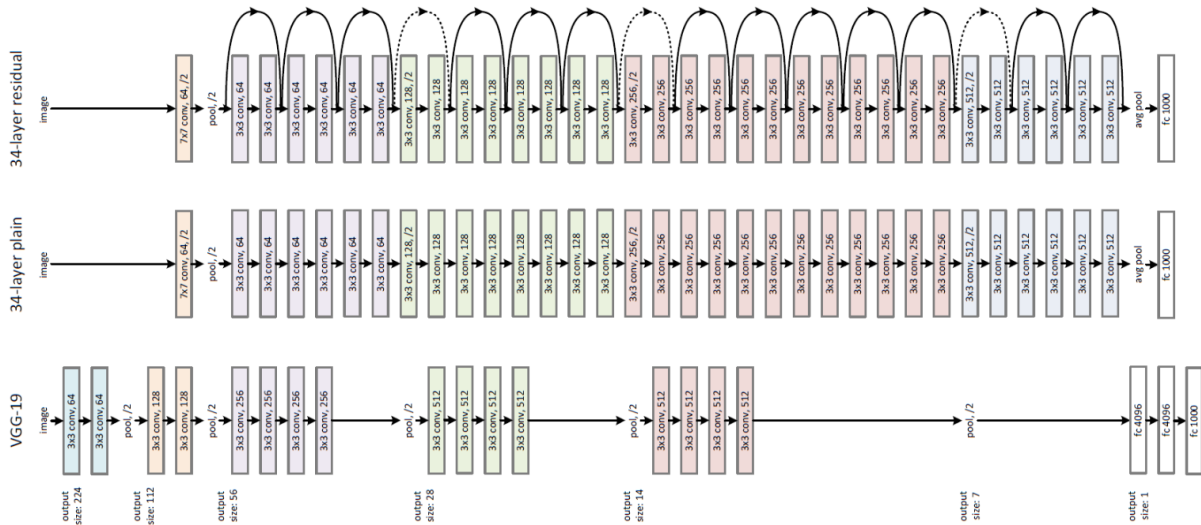 output
size: 224
output
size: 112
output
size: 56
output
size: 28
output
size: 14
output
size: 7
output
size: 1
VGG-19
image
3x3 conv, 64
3x3 conv, 64
pool, /2
3x3 conv, 128
3x3 conv, 128
pool, /2
3x3 conv, 256
3x3 conv, 256
3x3 conv, 256
3x3 conv, 256
pool, /2
3x3 conv, 512
3x3 conv, 512
3x3 conv, 512
3x3 conv, 512
pool, /2
3x3 conv, 512
3x3 conv, 512
3x3 conv, 512
3x3 conv, 512
pool, /2
fc 4096
fc 4096
fc 1000
34-layer plain
image
7x7 conv, 64, /2
pool, /2
3x3 conv, 64
3x3 conv, 64
3x3 conv, 64
3x3 conv, 64
3x3 conv, 64
3x3 conv, 64
3x3 conv, 128, /2
3x3 conv, 128
3x3 conv, 128
3x3 conv, 128
3x3 conv, 128
3x3 conv, 128
3x3 conv, 128
3x3 conv, 128
3x3 conv, 256, /2
3x3 conv, 256
3x3 conv, 256
3x3 conv, 256
3x3 conv, 256
3x3 conv, 256
3x3 conv, 256
3x3 conv, 256
3x3 conv, 256
3x3 conv, 256
3x3 conv, 256
3x3 conv, 256
3x3 conv, 512, /2
3x3 conv, 512
3x3 conv, 512
3x3 conv, 512
3x3 conv, 512
3x3 conv, 512
avg pool
fc 1000
34-layer residual
image
7x7 conv, 64, /2
pool, /2
3x3 conv, 64
3x3 conv, 64
3x3 conv, 64
3x3 conv, 64
3x3 conv, 64
3x3 conv, 64
3x3 conv, 128, /2
3x3 conv, 128
3x3 conv, 128
3x3 conv, 128
3x3 conv, 128
3x3 conv, 128
3x3 conv, 128
3x3 conv, 128
3x3 conv, 256, /2
3x3 conv, 256
3x3 conv, 256
3x3 conv, 256
3x3 conv, 256
3x3 conv, 256
3x3 conv, 256
3x3 conv, 256
3x3 conv, 256
3x3 conv, 256
3x3 conv, 256
3x3 conv, 256
3x3 conv, 512, /2
3x3 conv, 512
3x3 conv, 512
3x3 conv, 512
3x3 conv, 512
3x3 conv, 512
avg pool
fc 1000